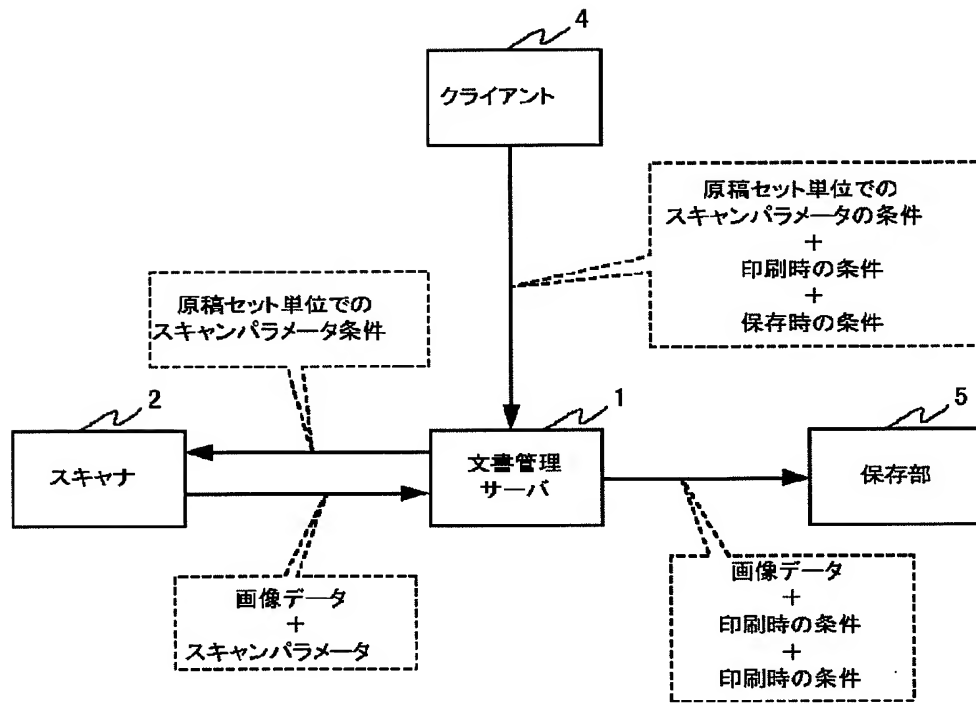 4
クライアント
原稿セット単位での
スキャンパラメータの条件
+
印刷時の条件
+
保存時の条件
原稿セット単位での
スキャンパラメータ条件
2
スキャナ
1
文書管理
サーバ
5
保存部
画像データ
+
スキャンパラメータ
画像データ
+
印刷時の条件
+
印刷時の条件